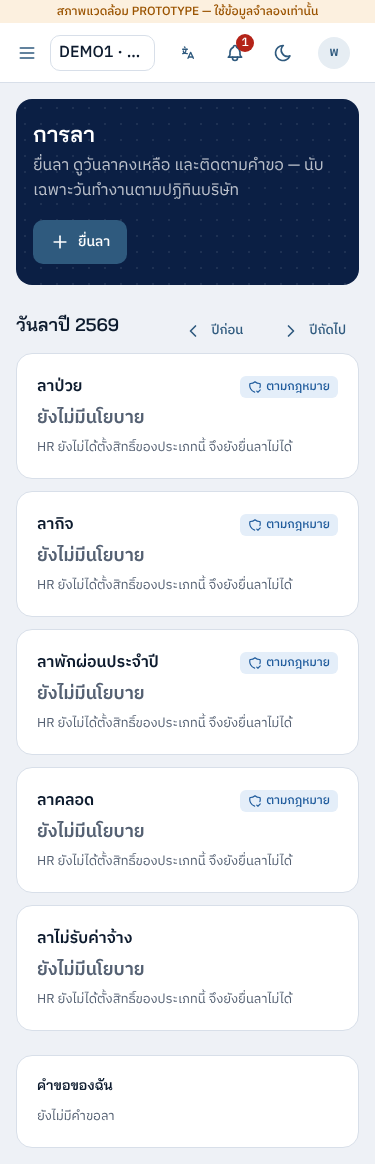 สภาพแวดล้อม PROTOTYPE — ใช้ข้อมูลจำลองเท่านั้น
DEMO1 · ...
1
พ
การลา
ยื่นลา ดูวันลาคงเหลือ และติดตามคำขอ — นับ
เฉพาะวันทำงานตามปฏิทินบริษัท
ยื่นลา
วันลาปี 2569
ปีก่อน
ปีถัดไป
ลาป่วย
ตามกฎหมาย
ยังไม่มีนโยบาย
HR ยังไม่ได้ตั้งสิทธิ์ของประเภทนี้ จึงยังยื่นลาไม่ได้
ลากิจ
ตามกฎหมาย
ยังไม่มีนโยบาย
HR ยังไม่ได้ตั้งสิทธิ์ของประเภทนี้ จึงยังยื่นลาไม่ได้
ลาพักผ่อนประจำปี
ตามกฎหมาย
ยังไม่มีนโยบาย
HR ยังไม่ได้ตั้งสิทธิ์ของประเภทนี้ จึงยังยื่นลาไม่ได้
ลาคลอด
ตามกฎหมาย
ยังไม่มีนโยบาย
HR ยังไม่ได้ตั้งสิทธิ์ของประเภทนี้ จึงยังยื่นลาไม่ได้
ลาไม่รับค่าจ้าง
ยังไม่มีนโยบาย
HR ยังไม่ได้ตั้งสิทธิ์ของประเภทนี้ จึงยังยื่นลาไม่ได้
คำขอของฉัน
ยังไม่มีคำขอลา